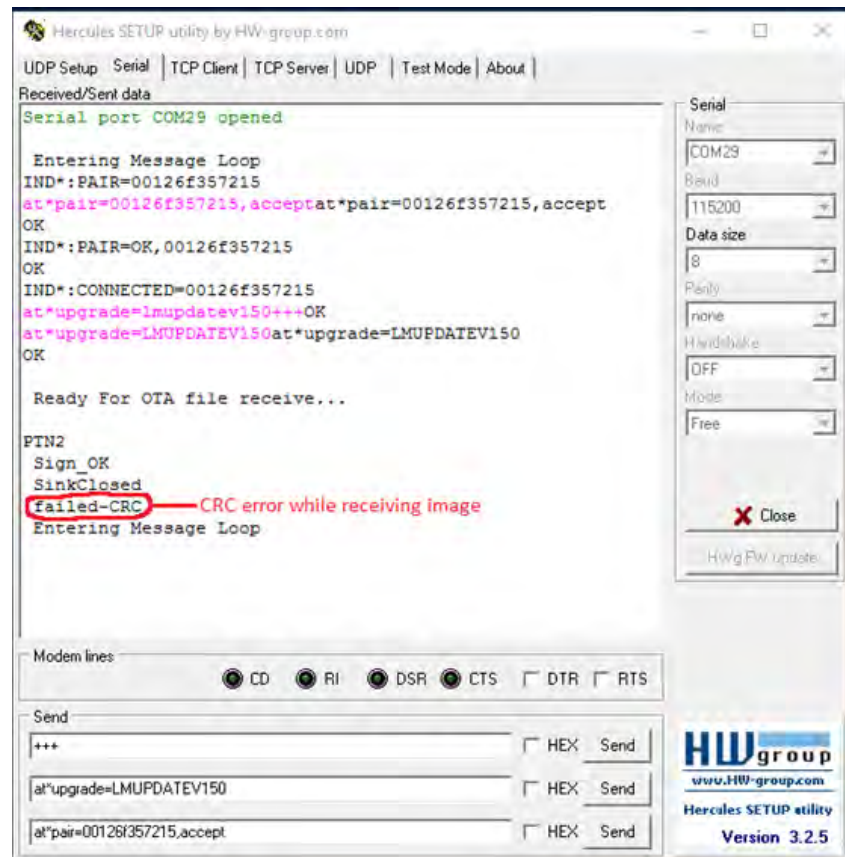 Hercules SETUP utility by HW-group.com
UDP Setup Serial TCP Client TCP Server UDP Test Mode About
Received/Sent data
Serial port COM29 opened
Entering Message Loop
IND*:PAIR=00126f357215
at*pair=00126f357215,acceptat*pair=00126f357215,accept
OK
IND*:PAIR=OK,00126f357215
OK
IND*:CONNECTED=00126f357215
at*upgrade=lmupdatev150+++OK
at*upgrade=LMUPDATEV150at*upgrade=LMUPDATEV150
OK
Ready For OTA file receive...
PTN2
Sign_OK
SinkClosed
failed-CRC CRC error while receiving image
Entering Message Loop
Serial
Name
COM29
Baud
115200
Data size
8
Parity
none
Handshake
OFF
Mode
Free
Close
HWg FW update
Modem lines
CD RI DSR CTS DTR RTS
Send
+++ HEX Send
at*upgrade=LMUPDATEV150 HEX Send
at*pair=00126f357215,accept HEX Send
HW group
www.HW-group.com
Hercules SETUP utility
Version 3.2.5